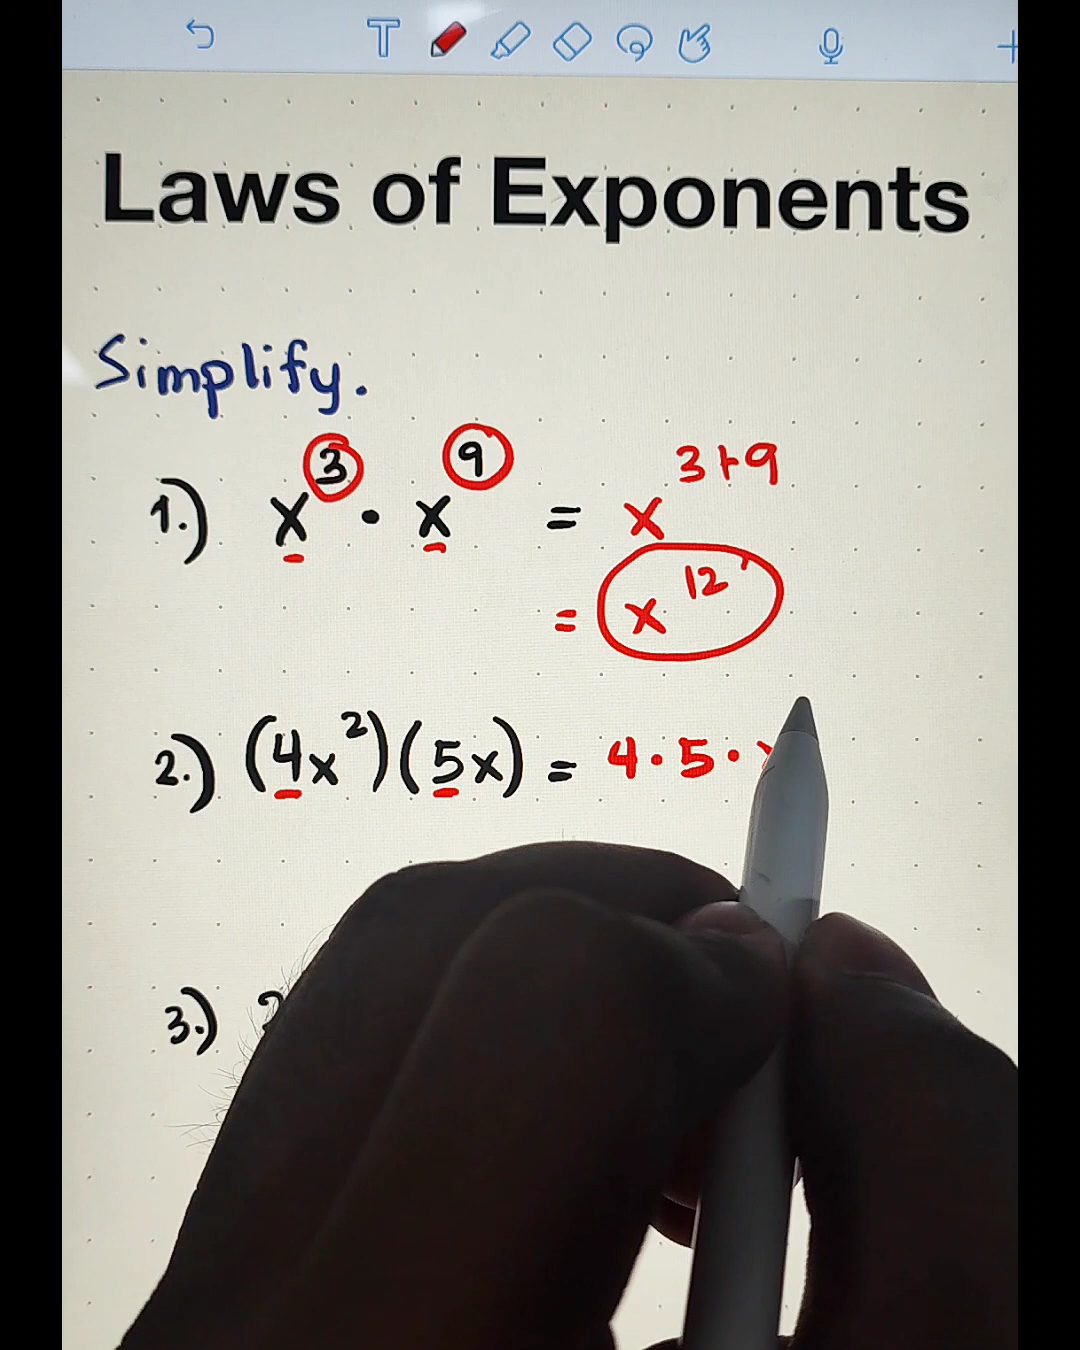 Laws of Exponents
Simplify.
1.) x³ · x⁹ = x³⁺⁹
= x¹²
2.) (4x²)(5x) = 4 · 5 ·
3.)